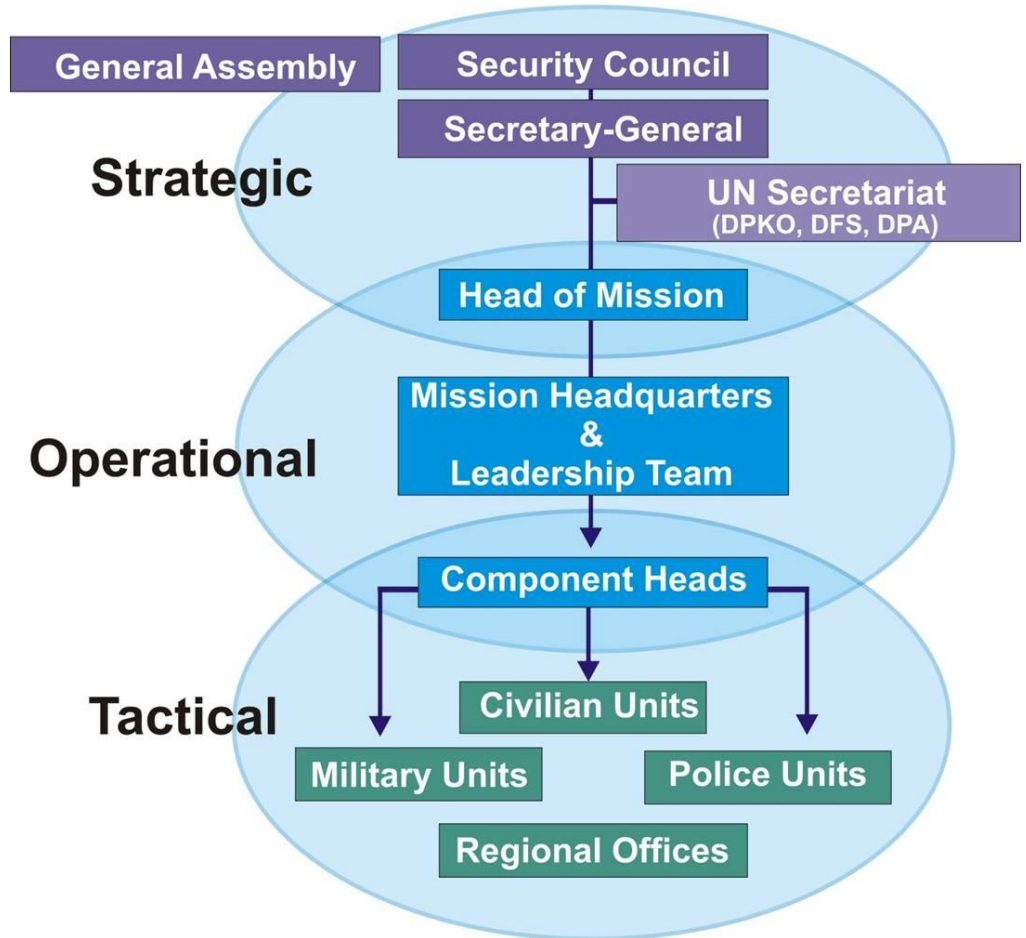 General Assembly
Security Council
Secretary-General
Strategic
UN Secretariat
(DPKO, DFS, DPA)
Head of Mission
Mission Headquarters
&
Leadership Team
Operational
Component Heads
Tactical
Civilian Units
Military Units
Police Units
Regional Offices